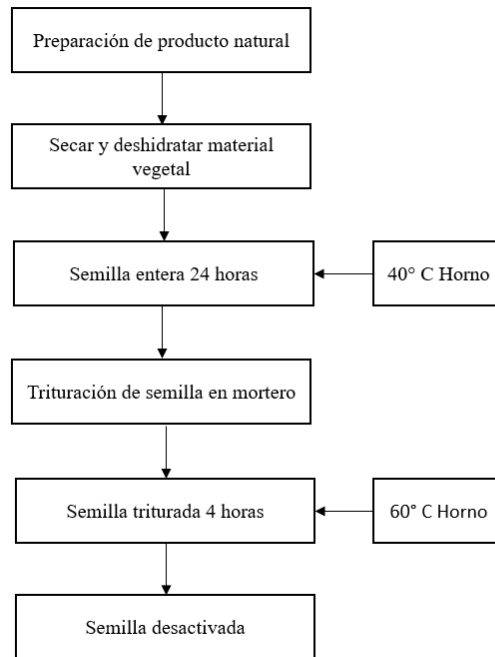 Preparación de producto natural
Secar y deshidratar material
vegetal
Semilla entera 24 horas
40° C Horno
Trituración de semilla en mortero
Semilla triturada 4 horas
60° C Horno
Semilla desactivada